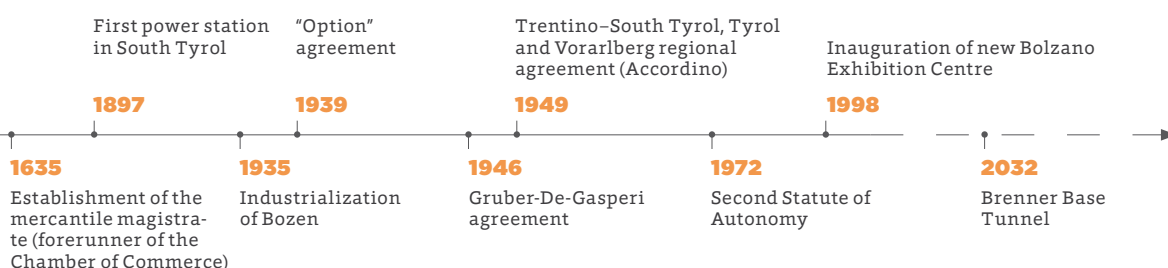 First power station
in South Tyrol
1897
“Option”
agreement
1939
Trentino–South Tyrol, Tyrol
and Vorarlberg regional
agreement (Accordino)
1949
Inauguration of new Bolzano
Exhibition Centre
1998
1635
Establishment of the
mercantile magistra-
te (forerunner of the
Chamber of Commerce)
1935
Industrialization
of Bozen
1946
Gruber-De-Gasperi
agreement
1972
Second Statute of
Autonomy
2032
Brenner Base
Tunnel